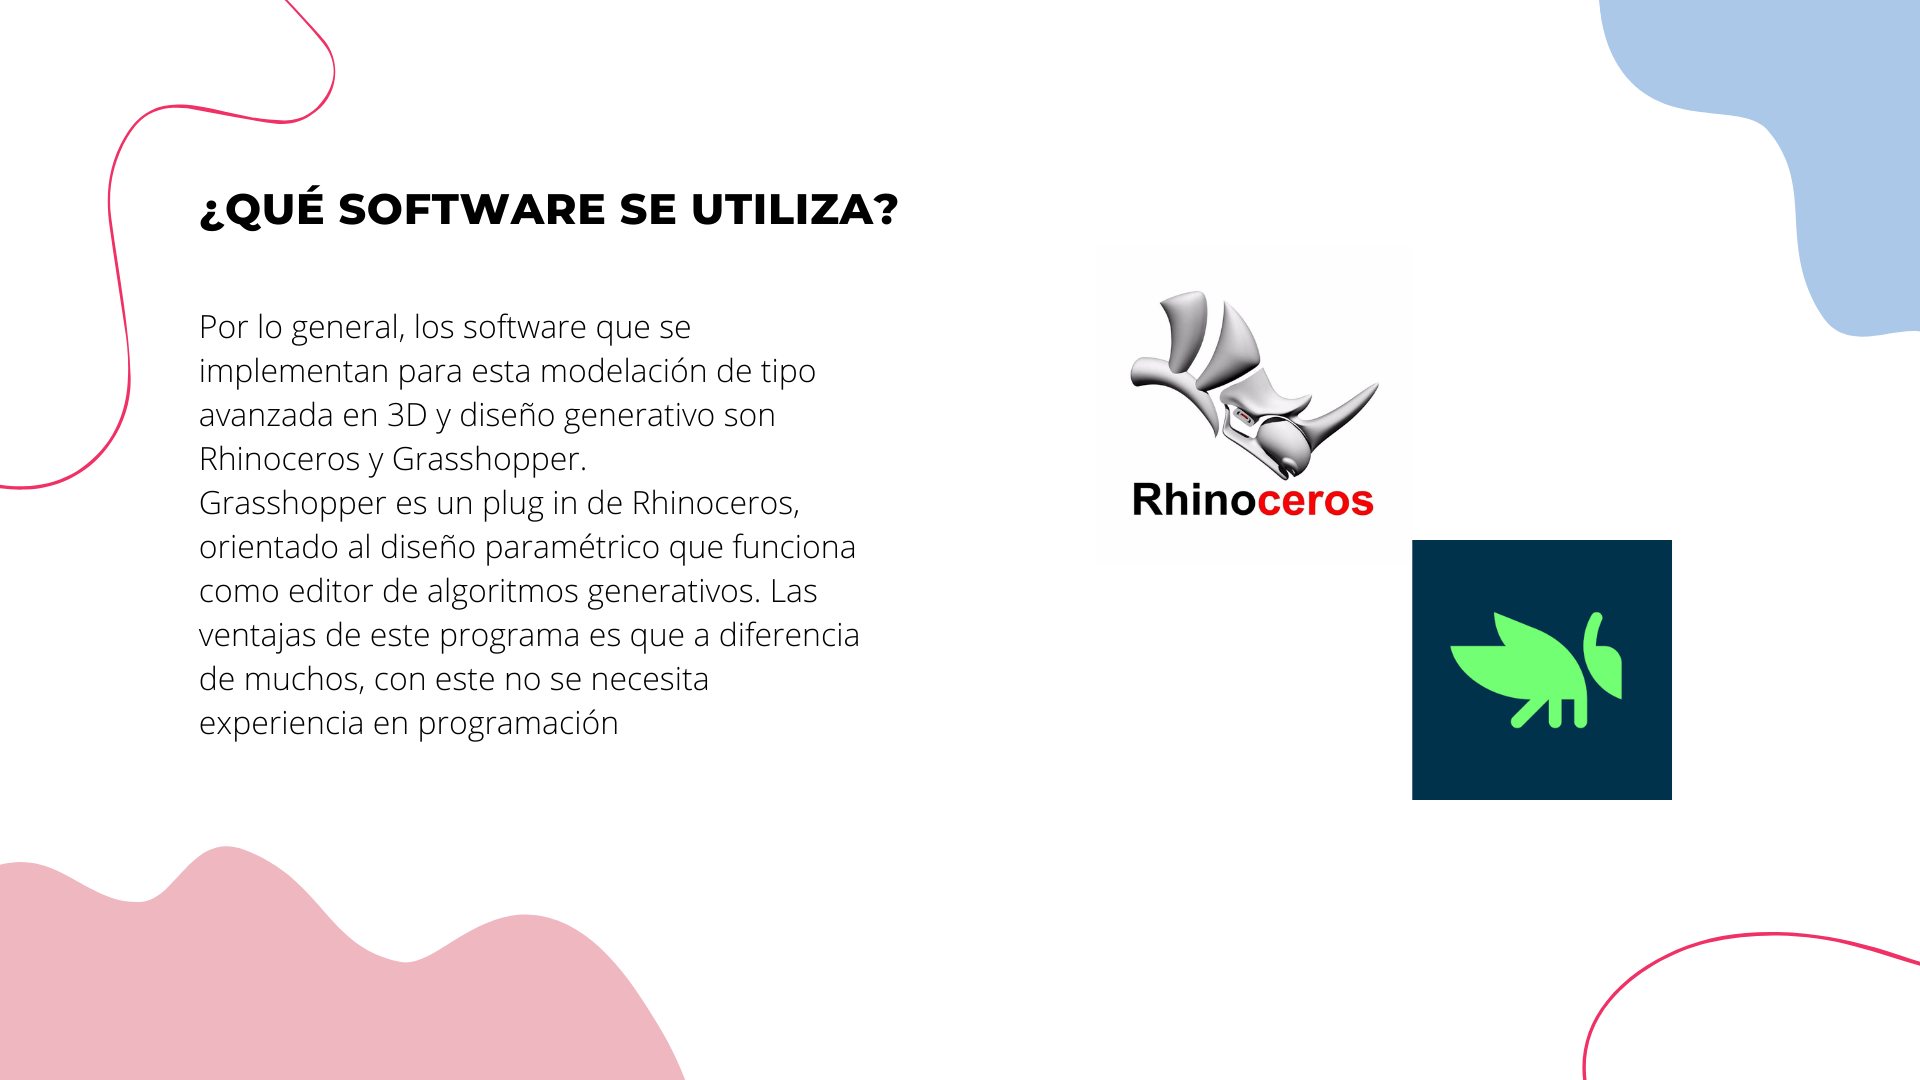 ¿QUÉ SOFTWARE SE UTILIZA?
Por lo general, los software que se
implementan para esta modelación de tipo
avanzada en 3D y diseño generativo son
Rhinoceros y Grasshopper.
Grasshopper es un plug in de Rhinoceros,
orientado al diseño paramétrico que funciona
como editor de algoritmos generativos. Las
ventajas de este programa es que a diferencia
de muchos, con este no se necesita
experiencia en programación
Rhinoceros